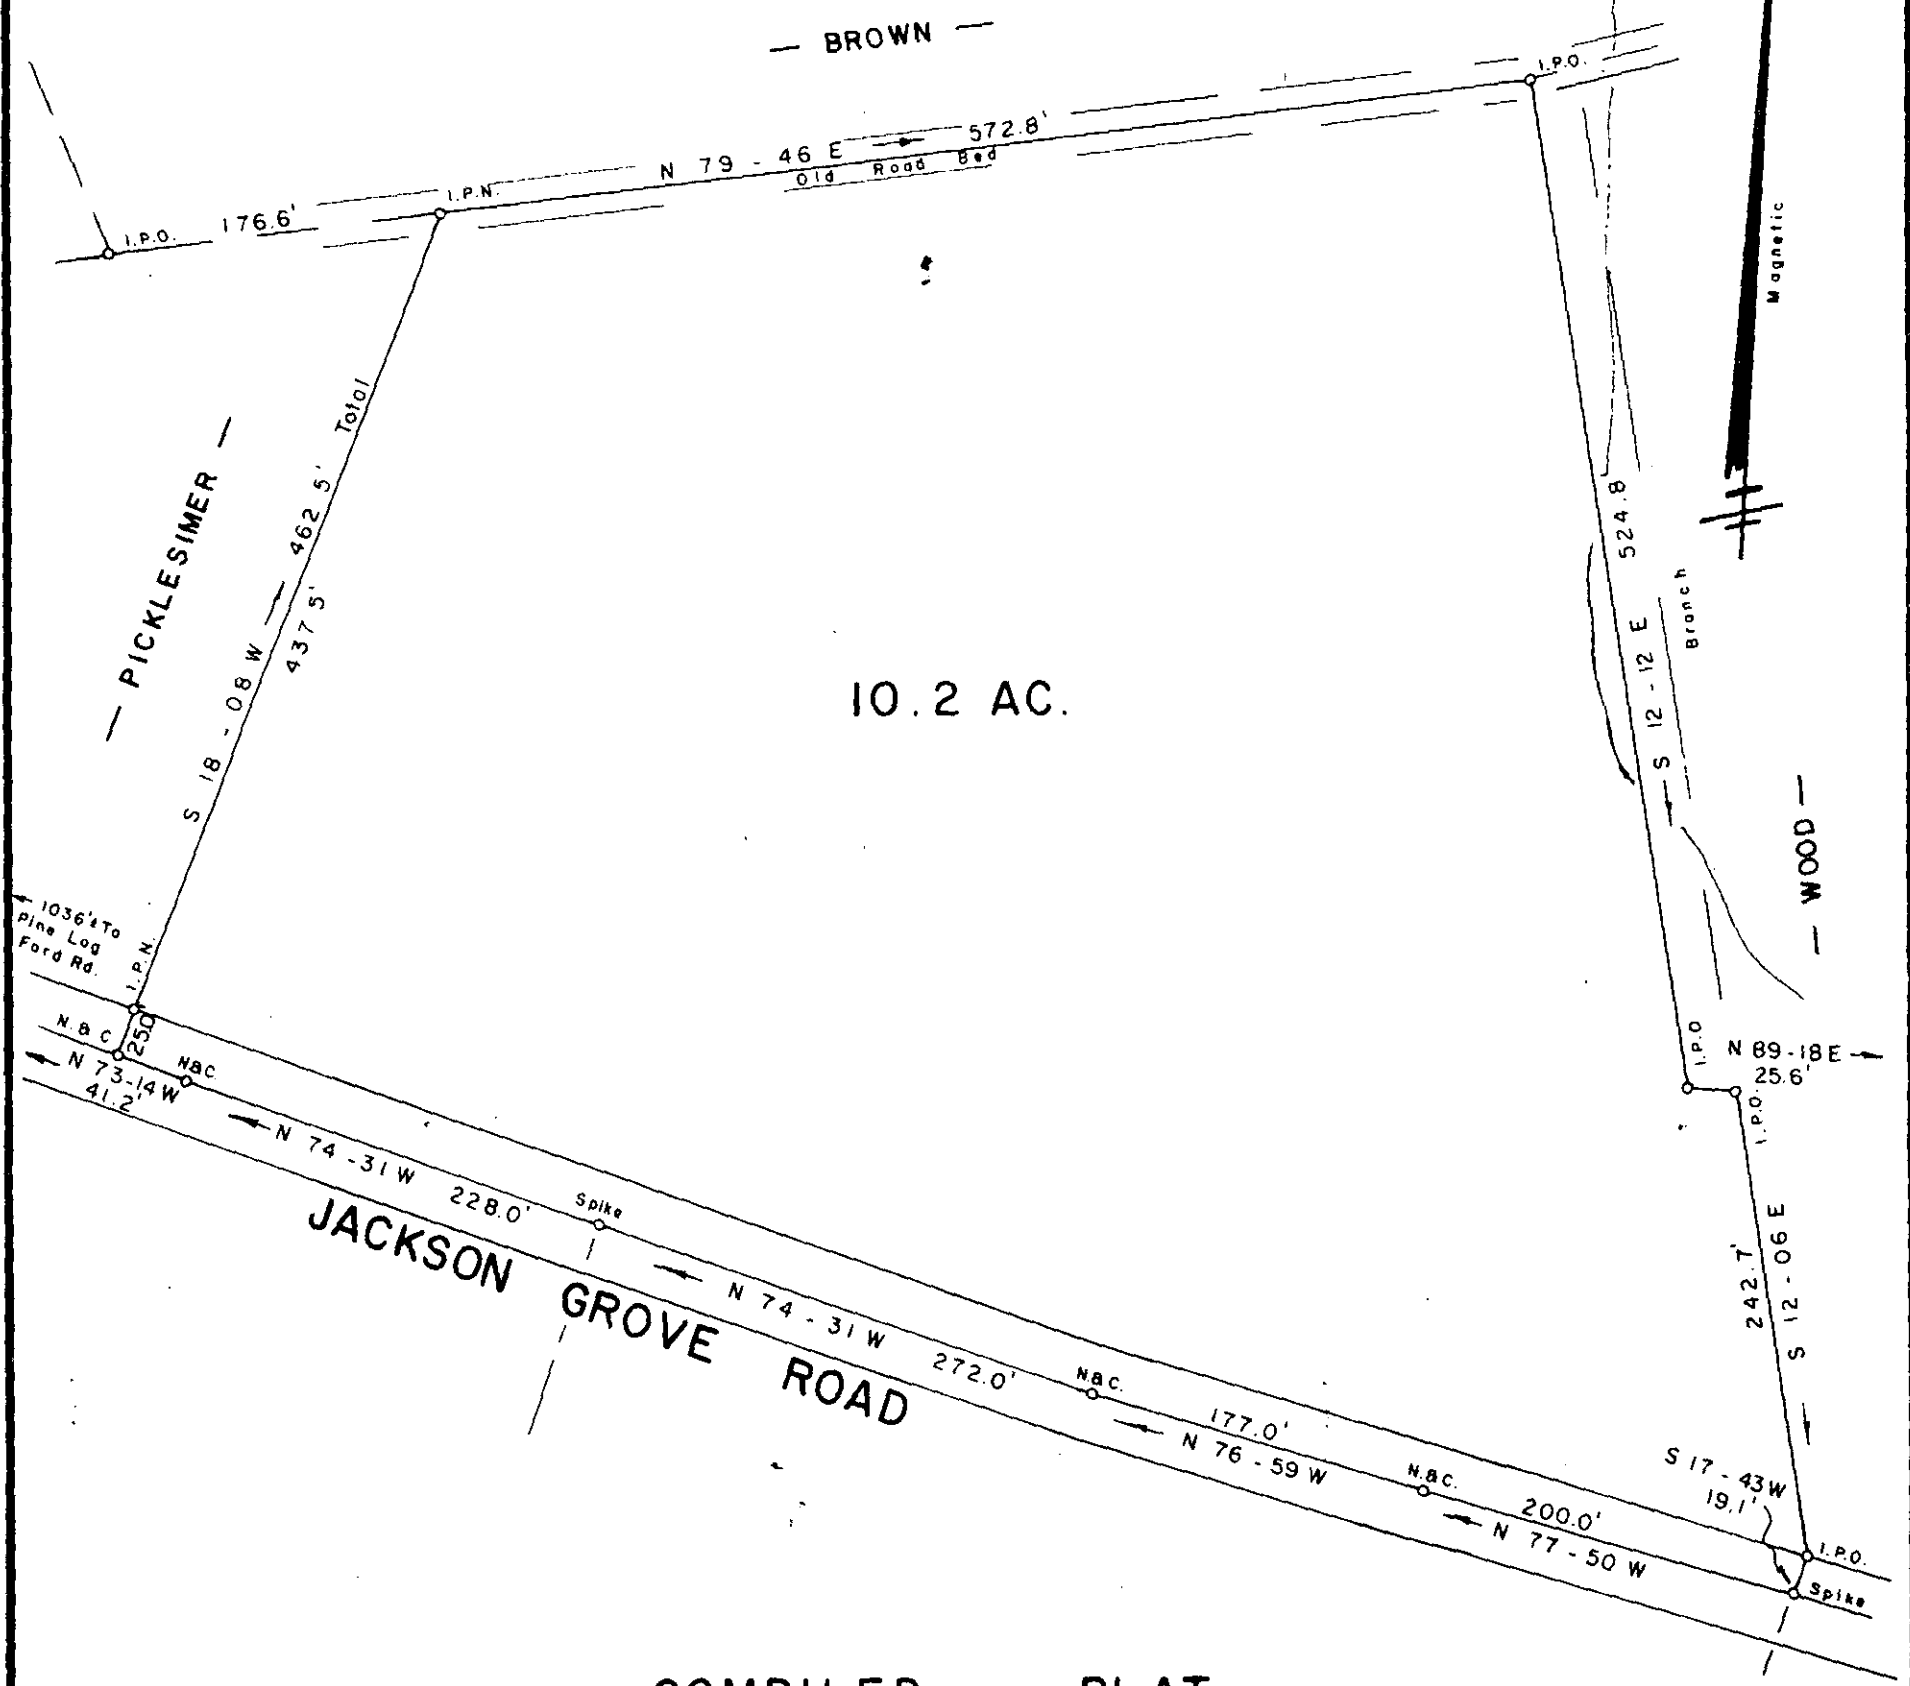 — BROWN —
I.P.O.
N 79 - 46 E 572.8'
Old Road Bed
I.P.N.
176.6'
I.P.O.
Magnetic
462 5' Total
S 18 - 08 W
437 5'
— PICKLESIMER —
10.2 AC.
S 12 - 12 E 524.8
Branch
— WOOD —
1036'± To
Pine Log
Ford Rd.
I.P.N.
25.0'
N.&C
N&C.
N 73-14 W
41.2'
I.P.O
N 89-18 E
25.6'
I.P.O.
N 74 - 31 W 228.0'
Spike
N 74 - 31 W 272.0'
JACKSON GROVE ROAD
242.7'
S 12 - 06 E
N.&C.
177.0'
N 76 - 59 W
N.&C.
200.0'
N 77 - 50 W
S 17 - 43 W
19.1'
I.P.O.
Spike
COMPILED PLAT